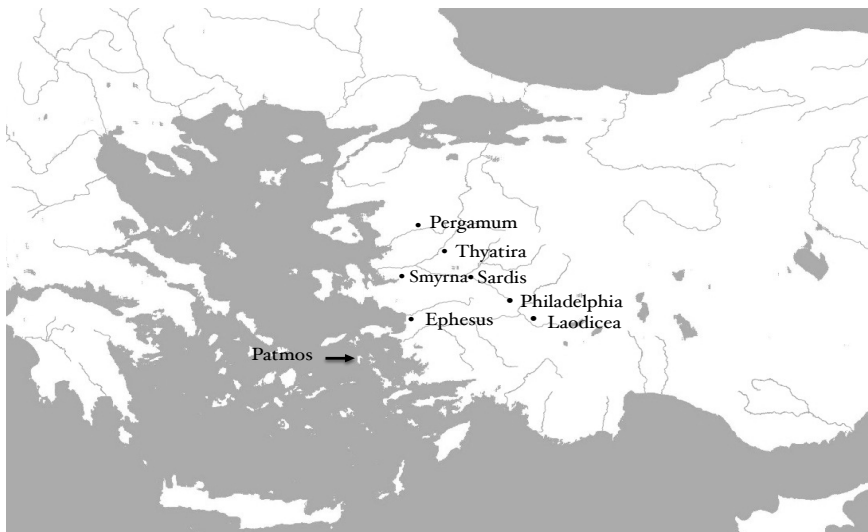 Pergamum
Thyatira
Smyrna
Sardis
Philadelphia
Laodicea
Ephesus
Patmos